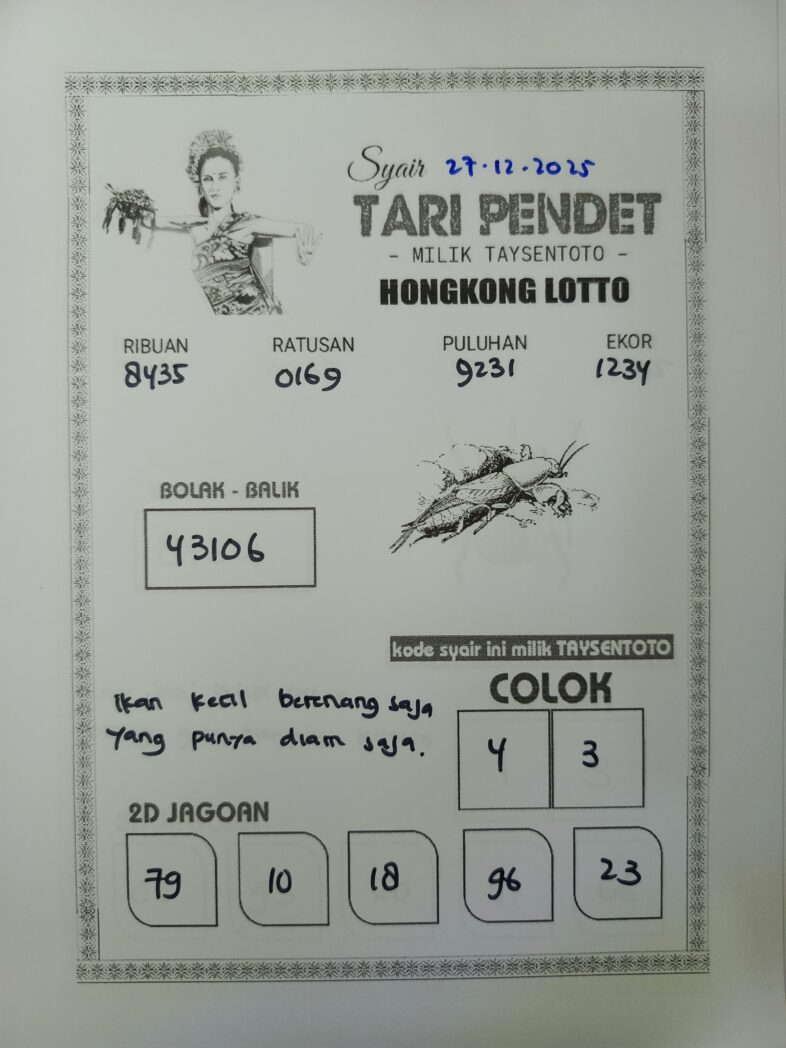 Syair 27.12.2025
TARI PENDET
- MILIK TAYSENTOTO -
HONGKONG LOTTO
RIBUAN RATUSAN PULUHAN EKOR
8435 0169 9231 1234
BOLAK - BALIK
43106
kode syair ini milik TAYSENTOTO
COLOK
4 3
Ikan kecil berenang saja
Yang punya diam saja.
2D JAGOAN
79 10 18 96 23